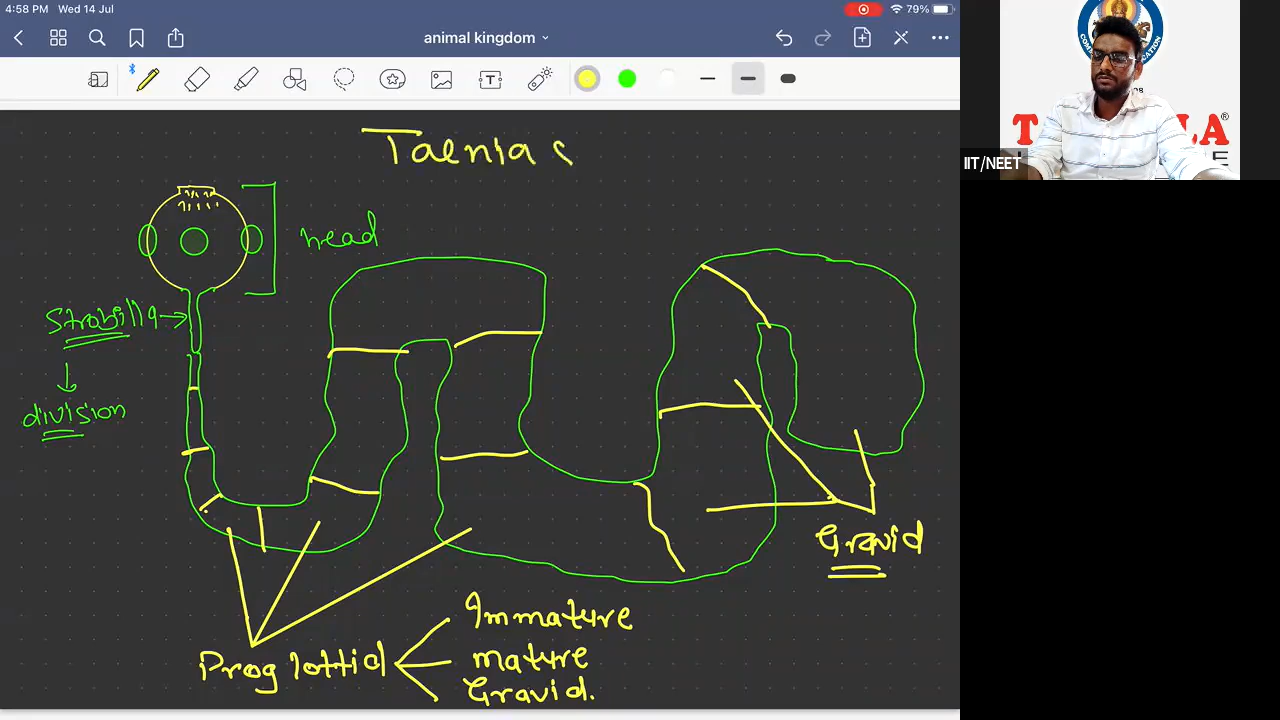 4:58 PM Wed 14 Jul
79%
animal kingdom
T
IIT/NEET
Taenia s
head
Strobilla
division
Gravid
Proglottid
Immature
mature
Gravid.